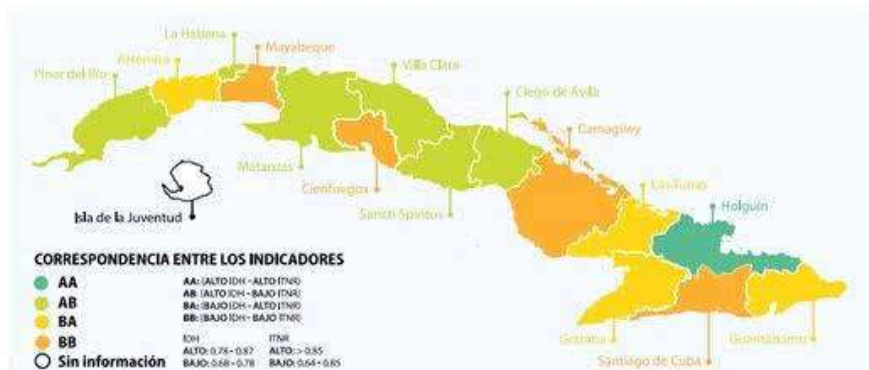 La Habana
Mayabeque
Artemisa
Villa Clara
Pinar del Río
Ciego de Ávila
Camagüey
Matanzas
Las Tunas
Cienfuegos
Holguín
Isla de la Juventud
Sancti Spíritus
CORRESPONDENCIA ENTRE LOS INDICADORES
AA AA: (ALTO IDH - ALTO ITNR)
AB AB: (ALTO IDH - BAJO ITNR)
BA BA: (BAJO IDH - ALTO ITNR)
BB BB: (BAJO IDH - BAJO ITNR)
Sin información
IDH ITNR
ALTO: 0.78 - 0.87 ALTO: > 0.85
BAJO: 0.68 - 0.78 BAJO: 0.64 - 0.85
Granma
Guantánamo
Santiago de Cuba